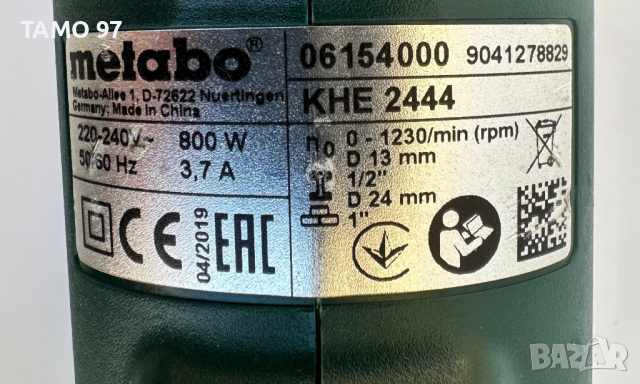 TAMO 97
metabo®
Metabo-Allee 1, D-72622 Nuertingen
Germany; Made in China
06154000 9041278829
KHE 2444
220-240V~ 800 W
50/60 Hz 3,7 A
n0 0 - 1230/min (rpm)
D 13 mm
1/2"
D 24 mm
1"
CE
04/2019
EAC
BAZAR.bg